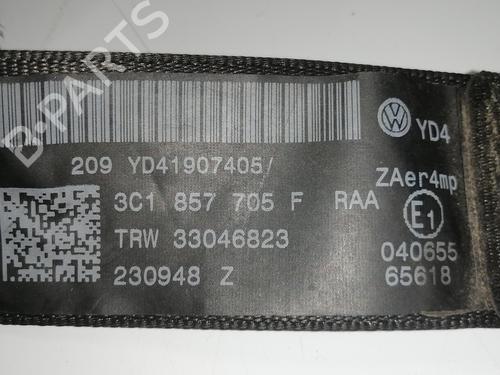 B-PARTS
YD4
209 YD41907405/
ZAer4mp
3C1 857 705 F RAA
E1
TRW 33046823
040655
230948 Z
65618